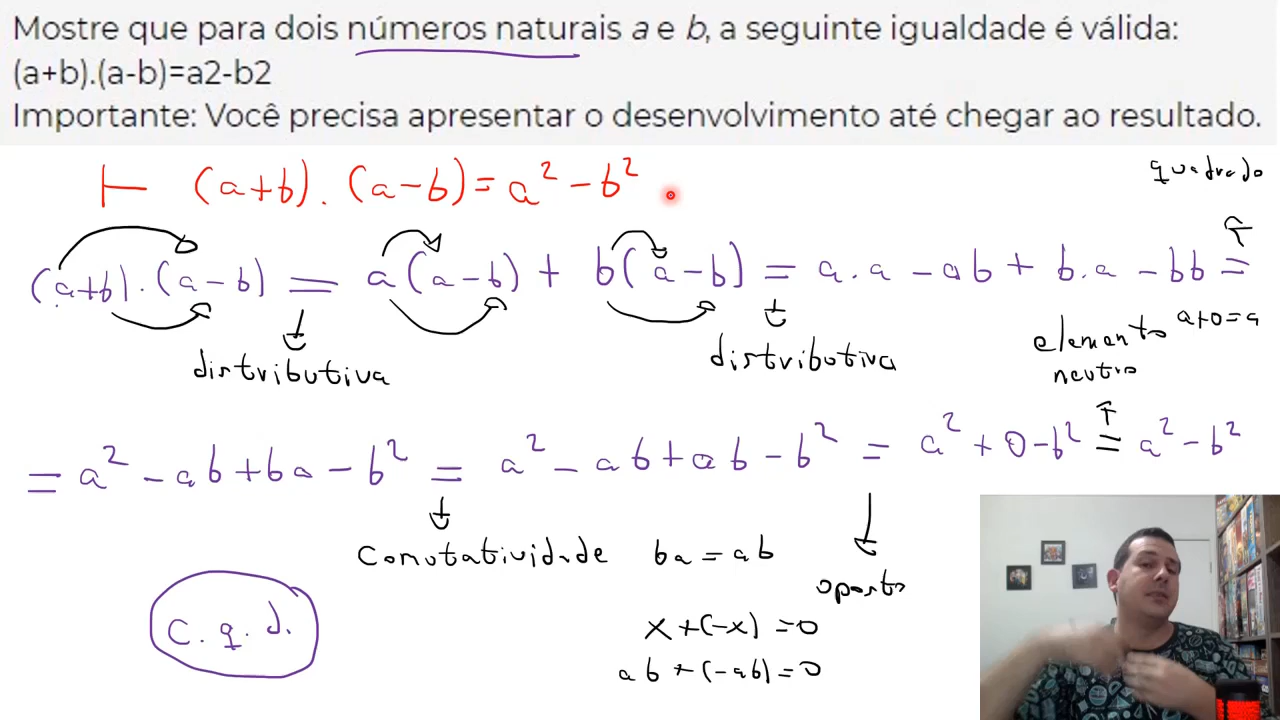 Mostre que para dois números naturais a e b, a seguinte igualdade é válida:
(a+b).(a-b)=a2-b2
Importante: Você precisa apresentar o desenvolvimento até chegar ao resultado.
⊢ (a+b).(a-b)=a²-b²
quadrado
(a+b).(a-b) = a(a-b) + b(a-b) = a.a - ab + b.a - bb =
distributiva
distributiva
elemento neutro
a+0=a
= a² - ab + ba - b² = a² - ab + ab - b² = a² + 0 - b² = a² - b²
comutatividade ba = ab
oposto
x + (-x) = 0
ab + (-ab) = 0
c.q.d.